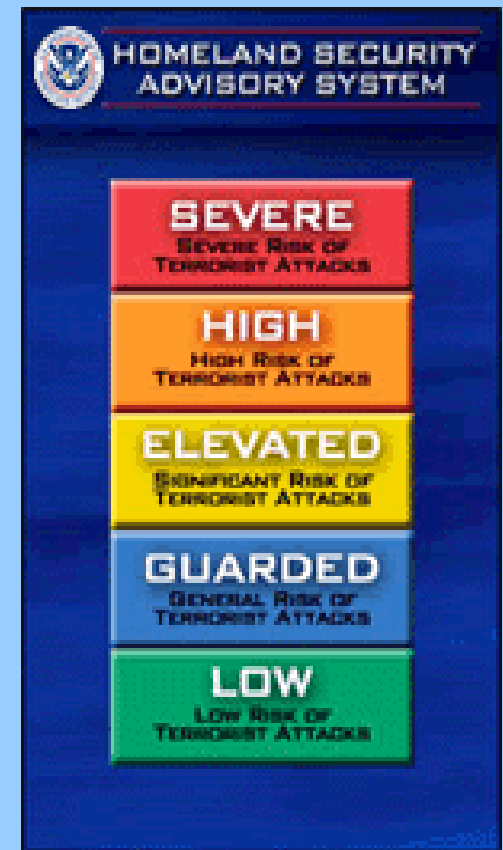 HOMELAND SECURITY
ADVISORY SYSTEM
SEVERE
SEVERE RISK OF
TERRORIST ATTACKS
HIGH
HIGH RISK OF
TERRORIST ATTACKS
ELEVATED
SIGNIFICANT RISK OF
TERRORIST ATTACKS
GUARDED
GENERAL RISK OF
TERRORIST ATTACKS
LOW
LOW RISK OF
TERRORIST ATTACKS